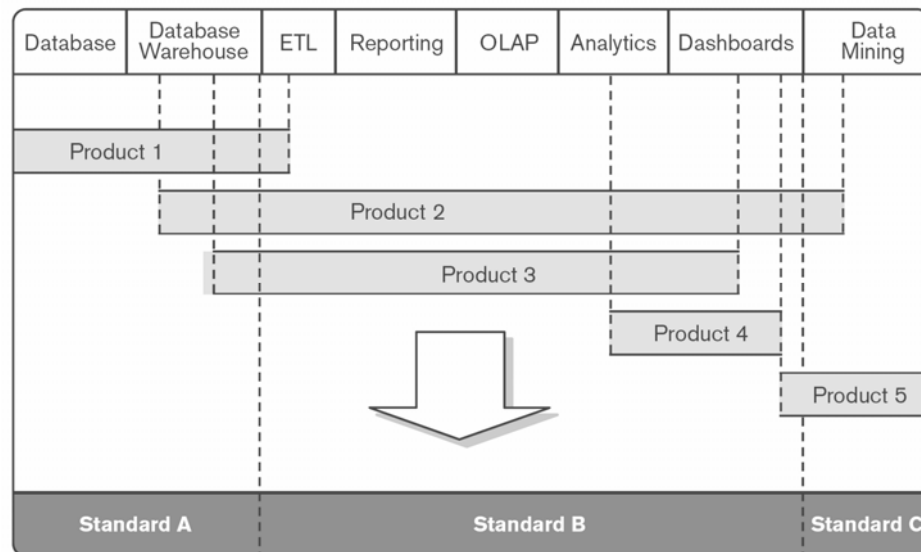 Database
Database
Warehouse
ETL
Reporting
OLAP
Analytics
Dashboards
Data
Mining
Product 1
Product 2
Product 3
Product 4
Product 5
Standard A
Standard B
Standard C